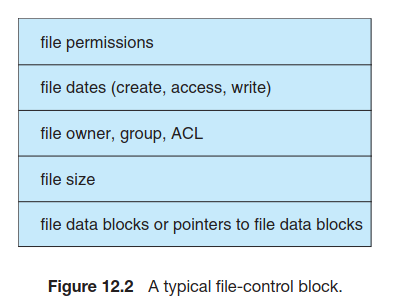 file permissions
file dates (create, access, write)
file owner, group, ACL
file size
file data blocks or pointers to file data blocks
Figure 12.2 A typical file-control block.